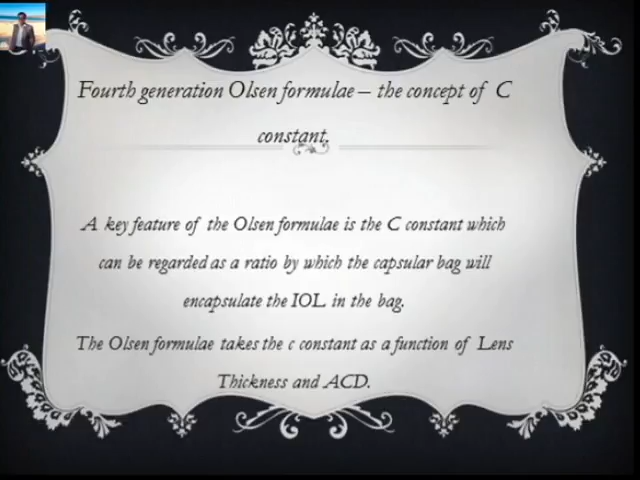 Fourth generation Olsen formulae – the concept of C
constant.
A key feature of the Olsen formulae is the C constant which
can be regarded as a ratio by which the capsular bag will
encapsulate the IOL in the bag.
The Olsen formulae takes the c constant as a function of Lens
Thickness and ACD.